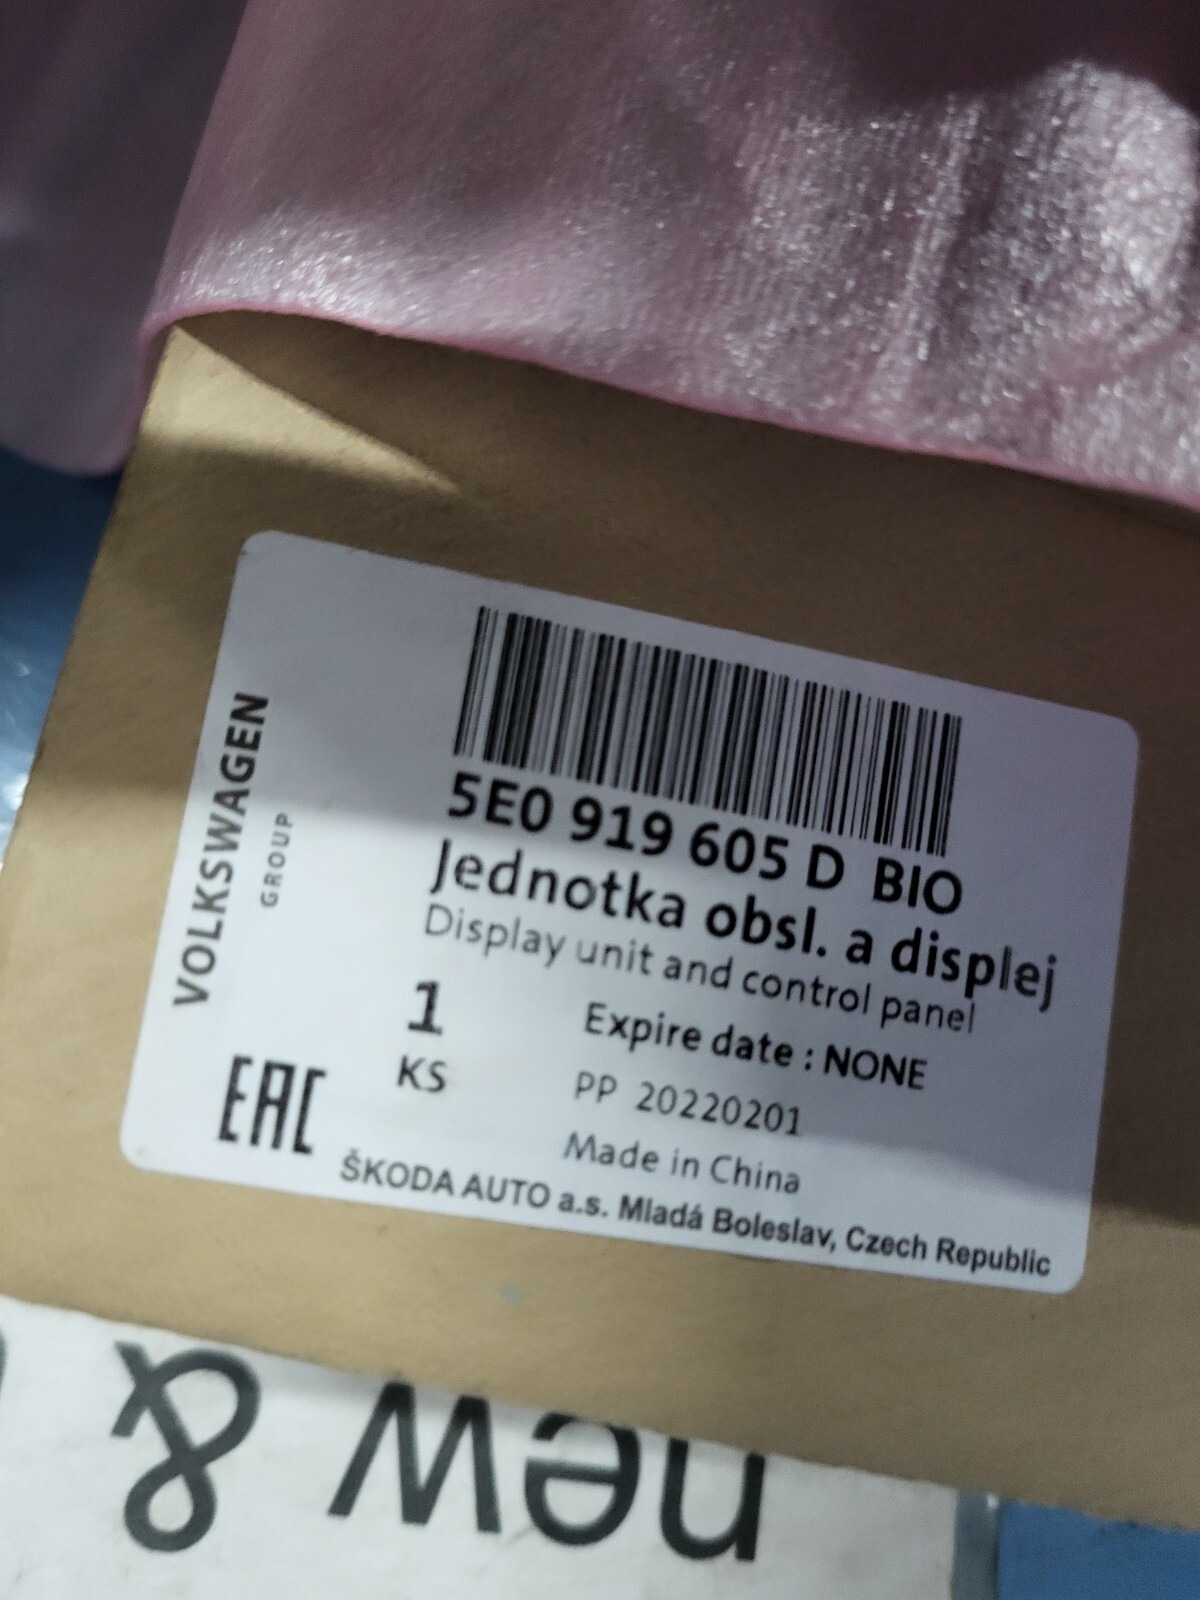 VOLKSWAGEN
GROUP
5E0 919 605 D BIO
Jednotka obsl. a displej
Display unit and control panel
1
KS
Expire date : NONE
PP 20220201
Made in China
EAC
ŠKODA AUTO a.s. Mladá Boleslav, Czech Republic
new &